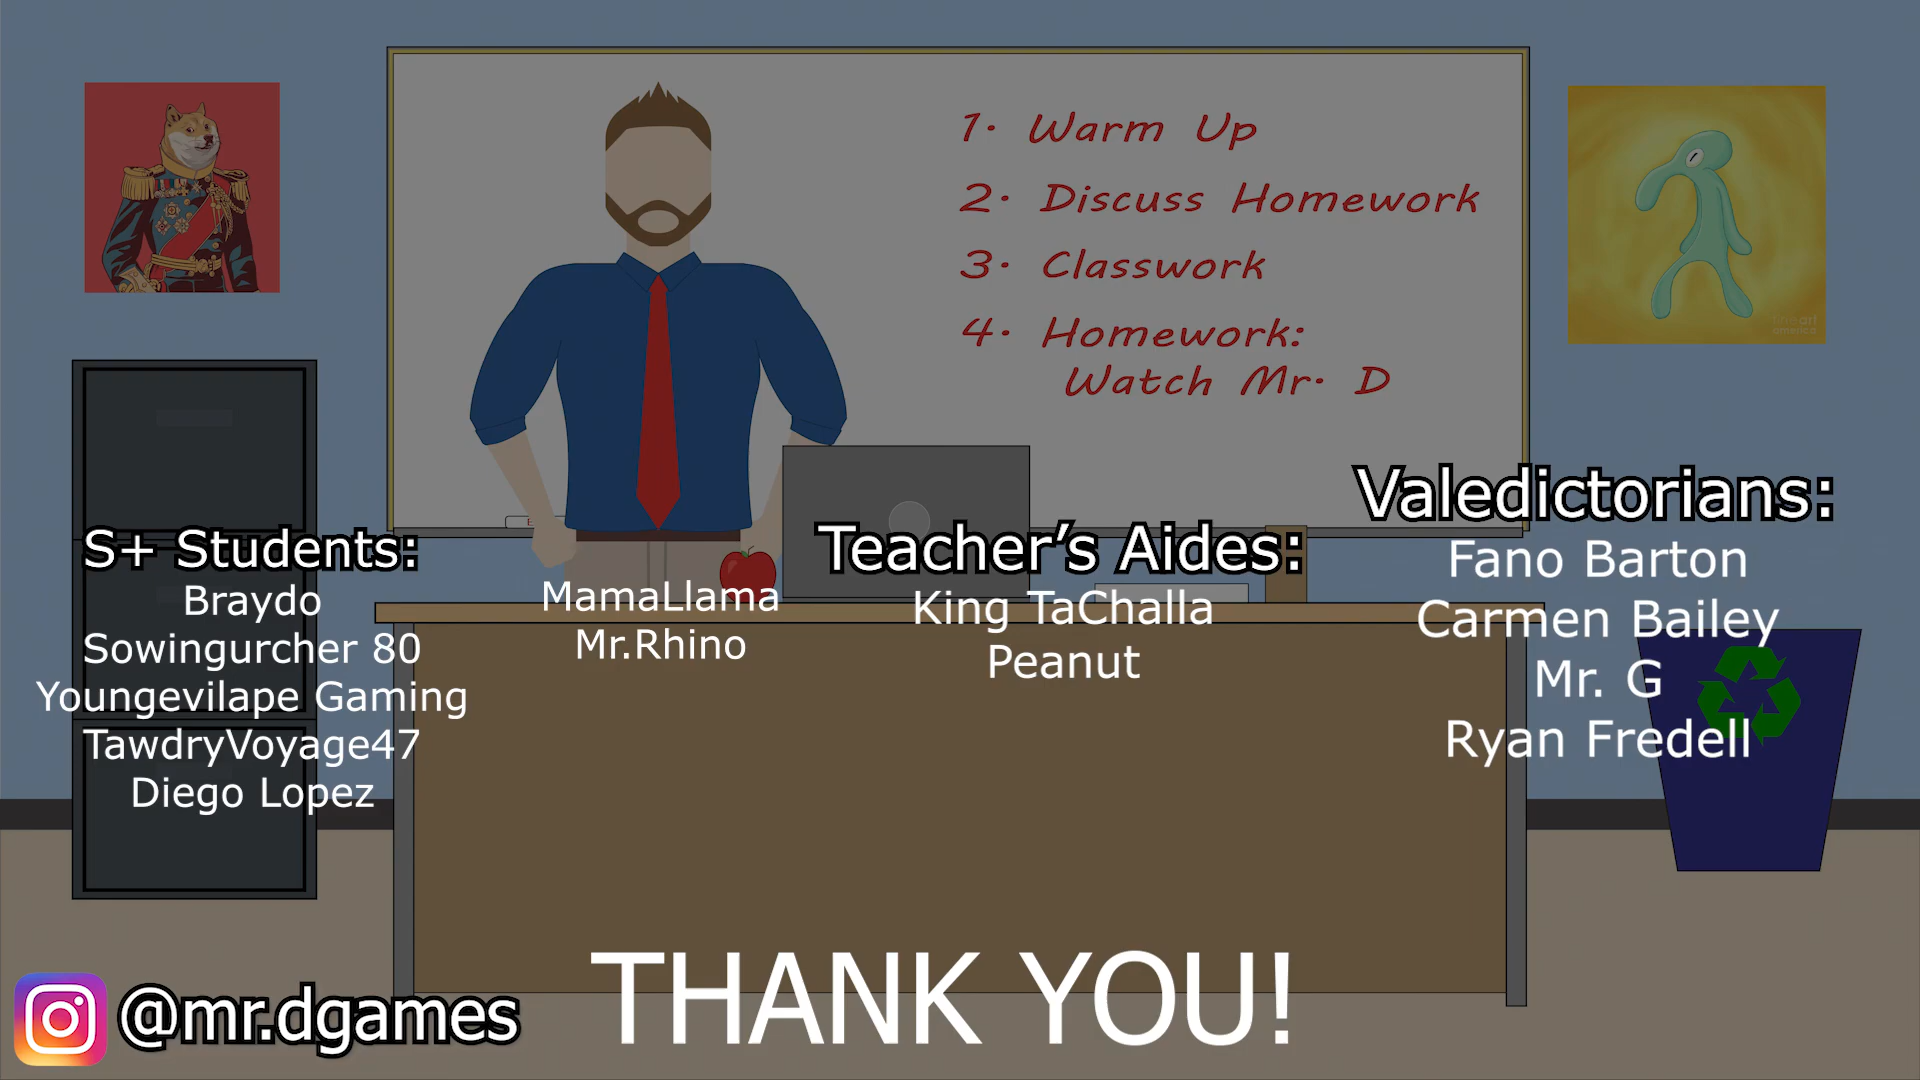 1. Warm Up
2. Discuss Homework
3. Classwork
4. Homework:
Watch Mr. D
S+ Students:
Braydo
Sowingurcher 80
Youngevilape Gaming
TawdryVoyage47
Diego Lopez
MamaLlama
Mr.Rhino
Teacher’s Aides:
King TaChalla
Peanut
Valedictorians:
Fano Barton
Carmen Bailey
Mr. G
Ryan Fredell
@mr.dgames
THANK YOU!